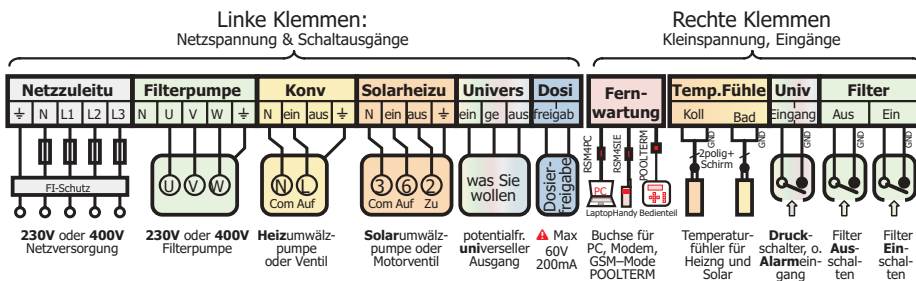 Linke Klemmen:
Netzspannung & Schaltausgänge
Rechte Klemmen
Kleinspannung, Eingänge
Netzzuleitu Filterpumpe Konv Solarheizu Univers Dosi Fern- Temp.Fühle Univ Filter
wartung
N L1 L2 L3 N U V W N ein aus N ein aus ein ge aus freigab Koll Bad Eingang Aus Ein
GND GND GND GND GND
RSM4PC RSM4SIE POOLTERM
2polig+
Schirm
FI-Schutz
U V W
N L
Com Auf
3 6 2
Com Auf Zu
was Sie
wollen
Dosier-
freigabe
PC
Laptop Handy Bedienteil
230V oder 400V
Netzversorgung
230V oder 400V
Filterpumpe
Heizumwälz-
pumpe
oder Ventil
Solarumwälz-
pumpe oder
Motorventil
potentialfr.
universeller
Ausgang
Max
60V
200mA
Buchse für
PC, Modem,
GSM–Mode
POOLTERM
Temperatur-
fühler für
Heizng und
Solar
Druck-
schalter, o.
Alarmein-
gang
Filter
Aus-
schal-
ten
Filter
Ein-
schal-
ten